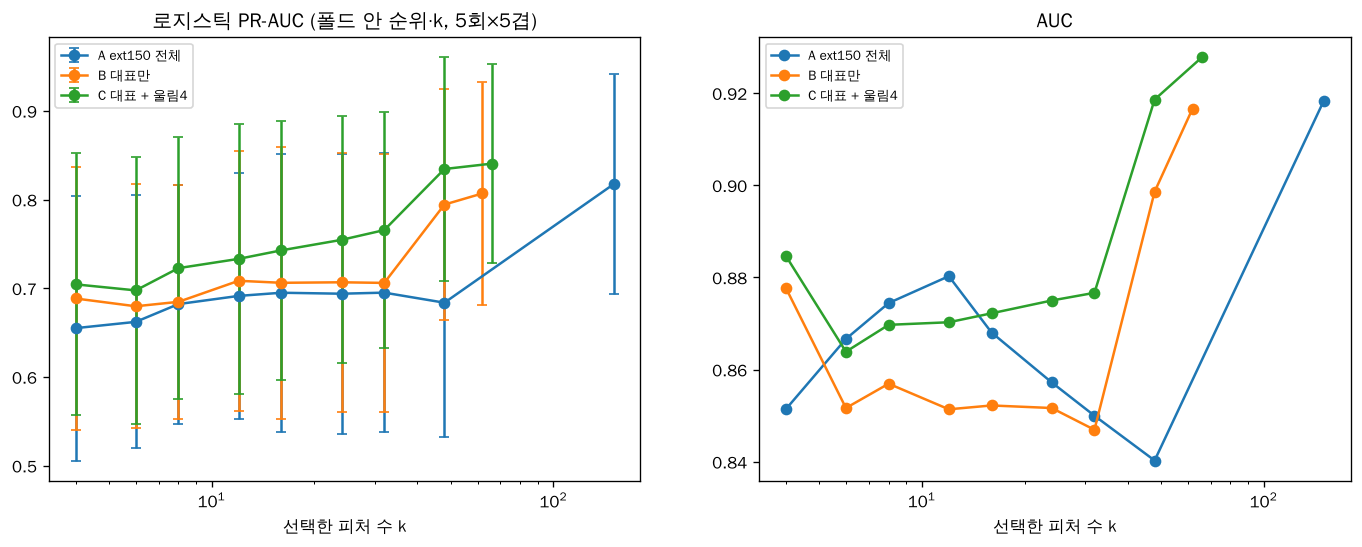 로지스틱 PR-AUC (폴드 안 순위·k, 5회×5겹)
A ext150 전체
B 대표만
C 대표 + 울림4
0.9
0.8
0.7
0.6
0.5
10¹
10²
선택한 피처 수 k
AUC
A ext150 전체
B 대표만
C 대표 + 울림4
0.92
0.90
0.88
0.86
0.84
10¹
10²
선택한 피처 수 k